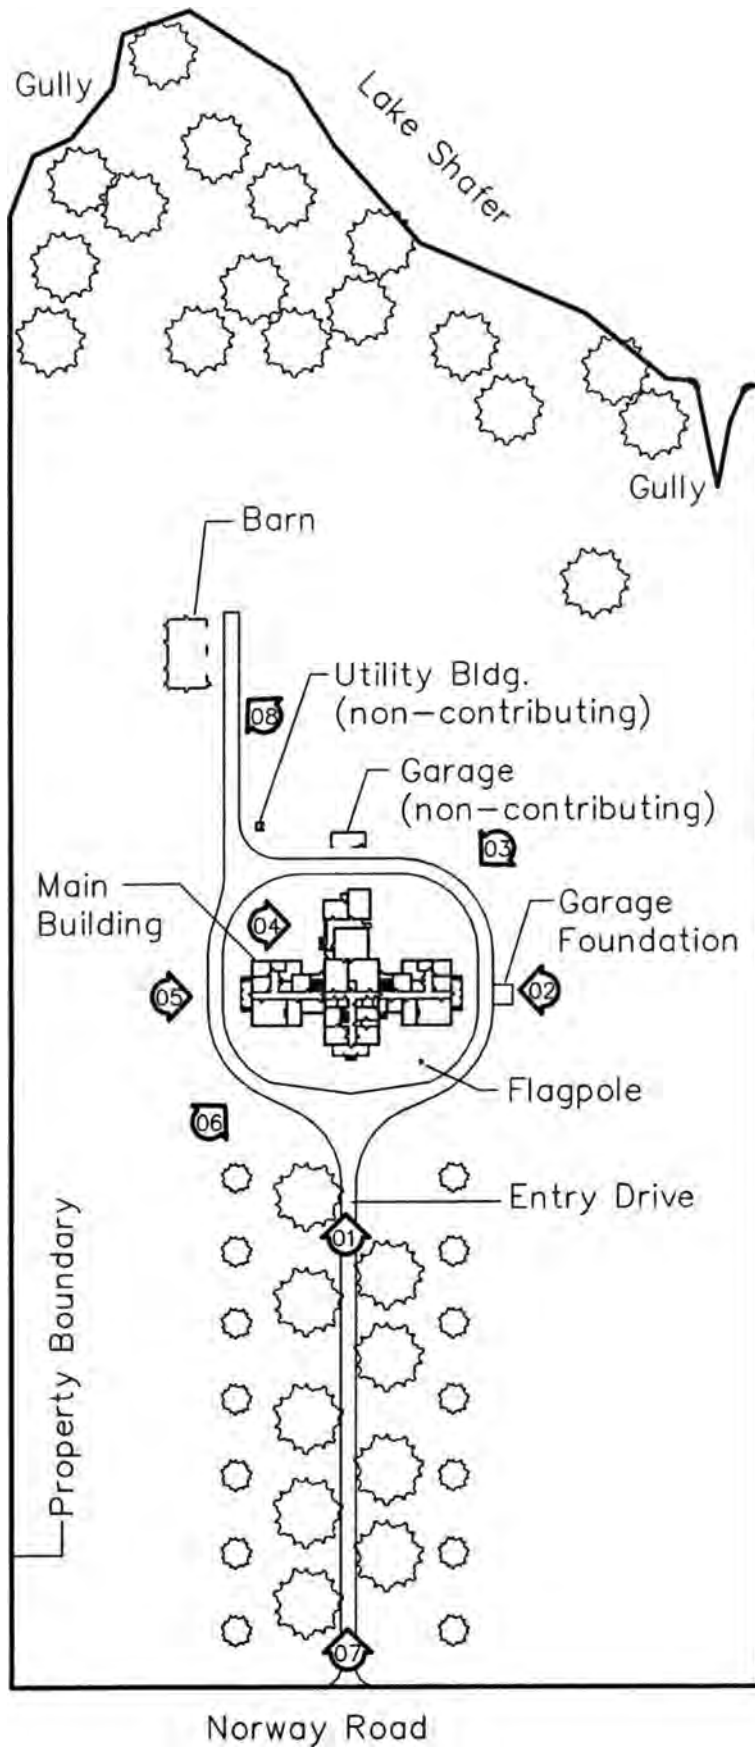 Gully
Lake Shafer
Gully
Barn
Utility Bldg.
(non-contributing)
08
Garage
(non-contributing)
03
Main
Building
04
Garage
Foundation
05
02
Flagpole
06
Entry Drive
01
Property Boundary
07
Norway Road